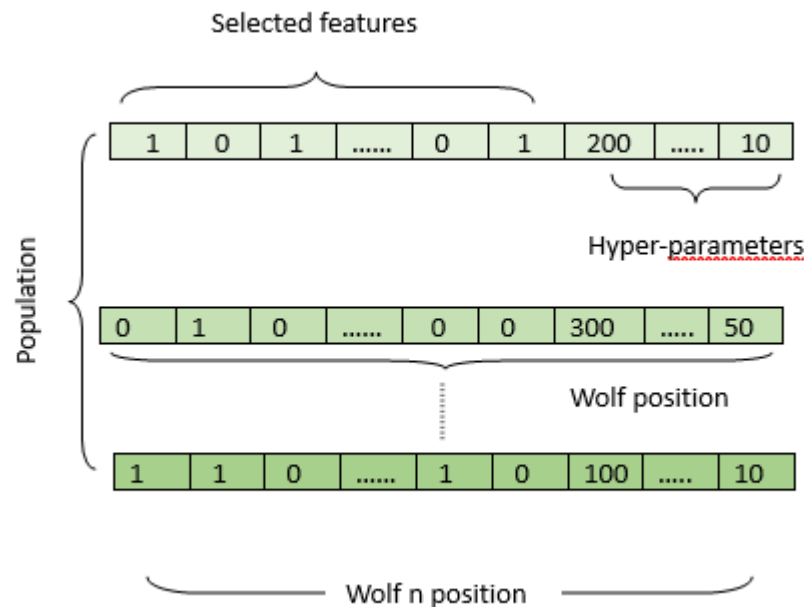 Selected features
1 0 1 ...... 0 1 200 ..... 10
Hyper-parameters
Population
0 1 0 ...... 0 0 300 ..... 50
Wolf position
1 1 0 ...... 1 0 100 ..... 10
Wolf n position